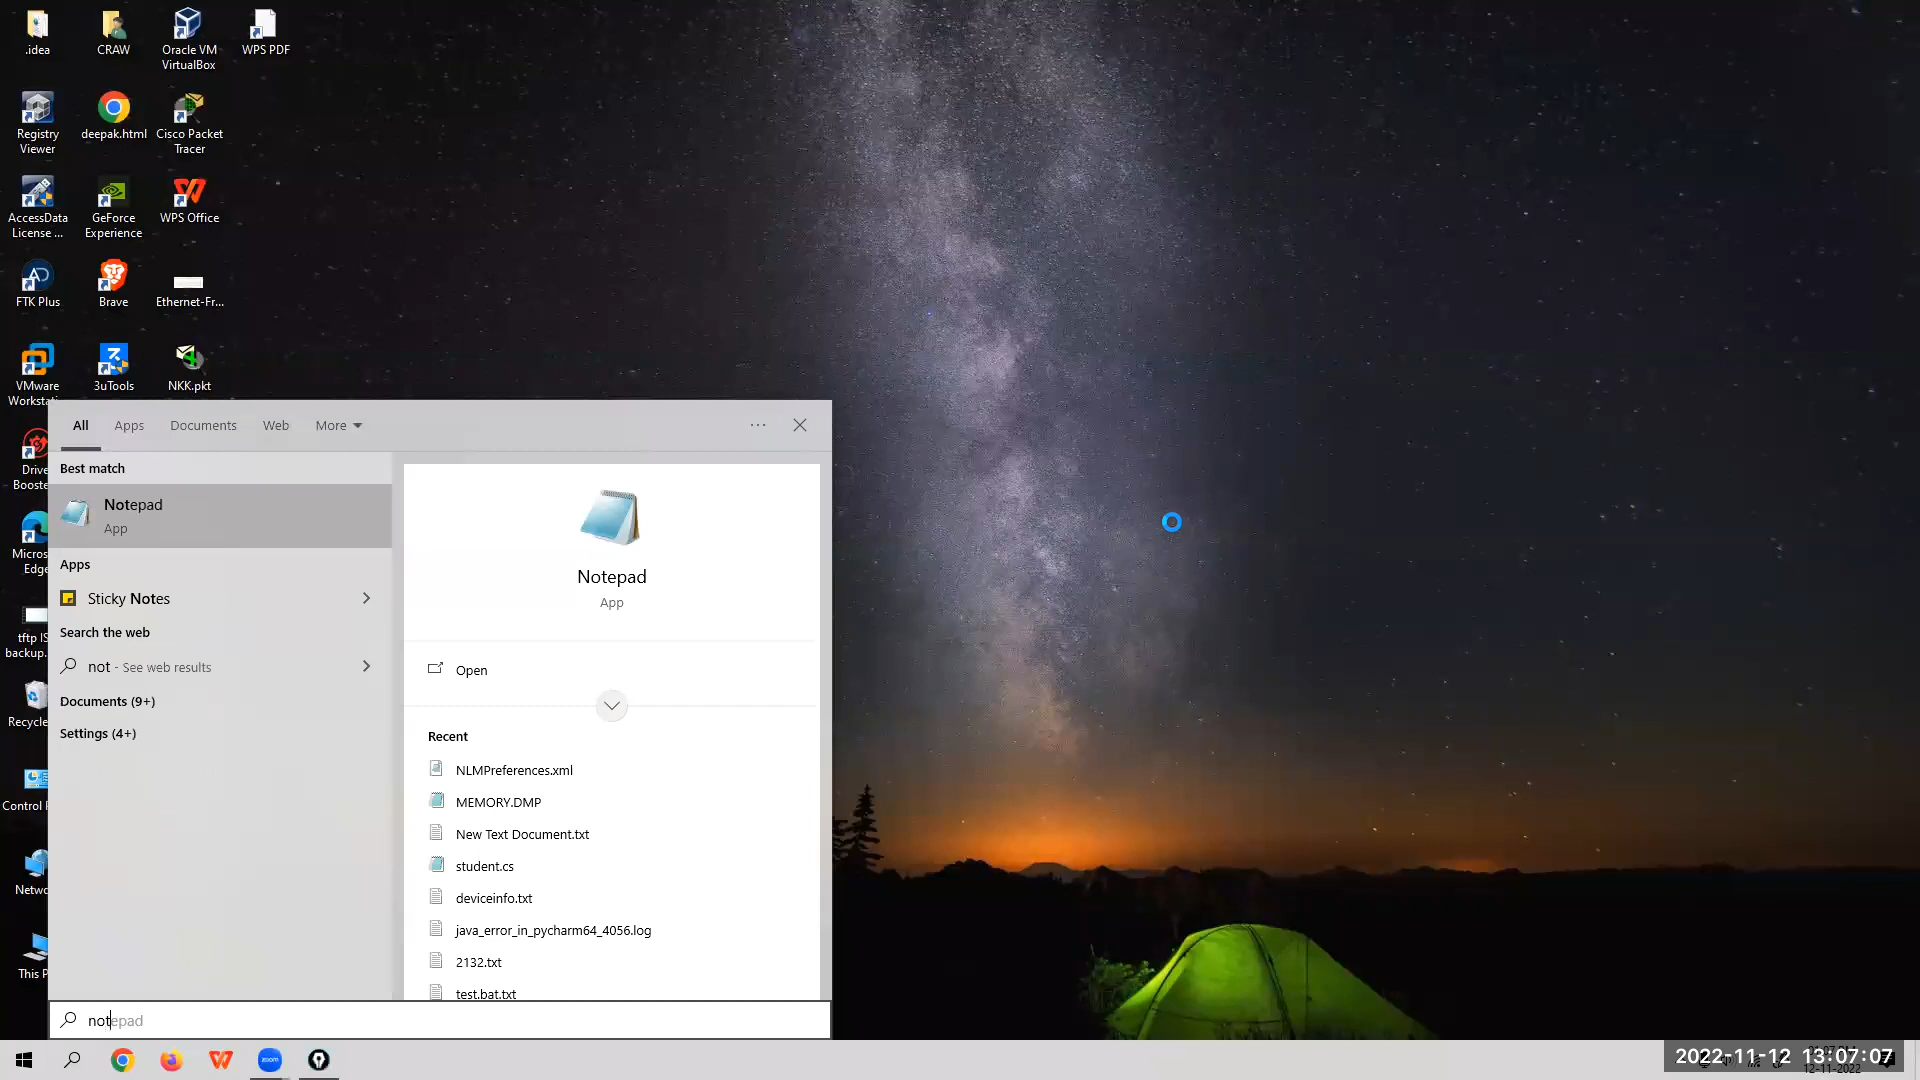 .idea
CRAW
Oracle VM
VirtualBox
WPS PDF
Registry
Viewer
deepak.html
Cisco Packet
Tracer
AccessData
License ...
GeForce
Experience
WPS Office
FTK Plus
Brave
Ethernet-Fr...
VMware
Workstati
3uTools
NKK.pkt
Drive
Booste
Micros
Edge
tftp IS
backup.
Recycle
Control P
Netwo
This P
All
Apps
Documents
Web
More
Best match
Notepad
App
Apps
Sticky Notes
Search the web
not - See web results
Documents (9+)
Settings (4+)
Notepad
App
Open
Recent
NLMPreferences.xml
MEMORY.DMP
New Text Document.txt
student.cs
deviceinfo.txt
java_error_in_pycharm64_4056.log
2132.txt
test.bat.txt
notepad
zoom
2022-11-12 13:07:07
12-11-2022